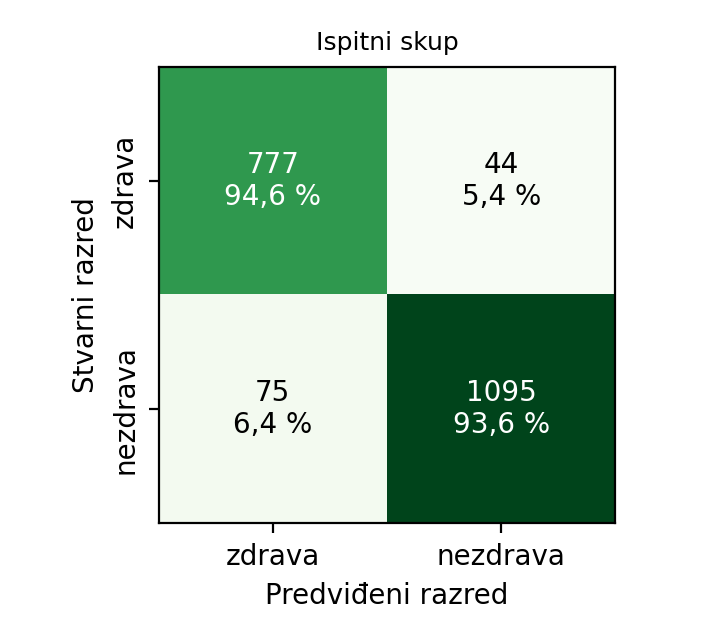 Ispitni skup
Stvarni razred
zdrava
777
94,6 %
44
5,4 %
nezdrava
75
6,4 %
1095
93,6 %
zdrava
nezdrava
Predviđeni razred